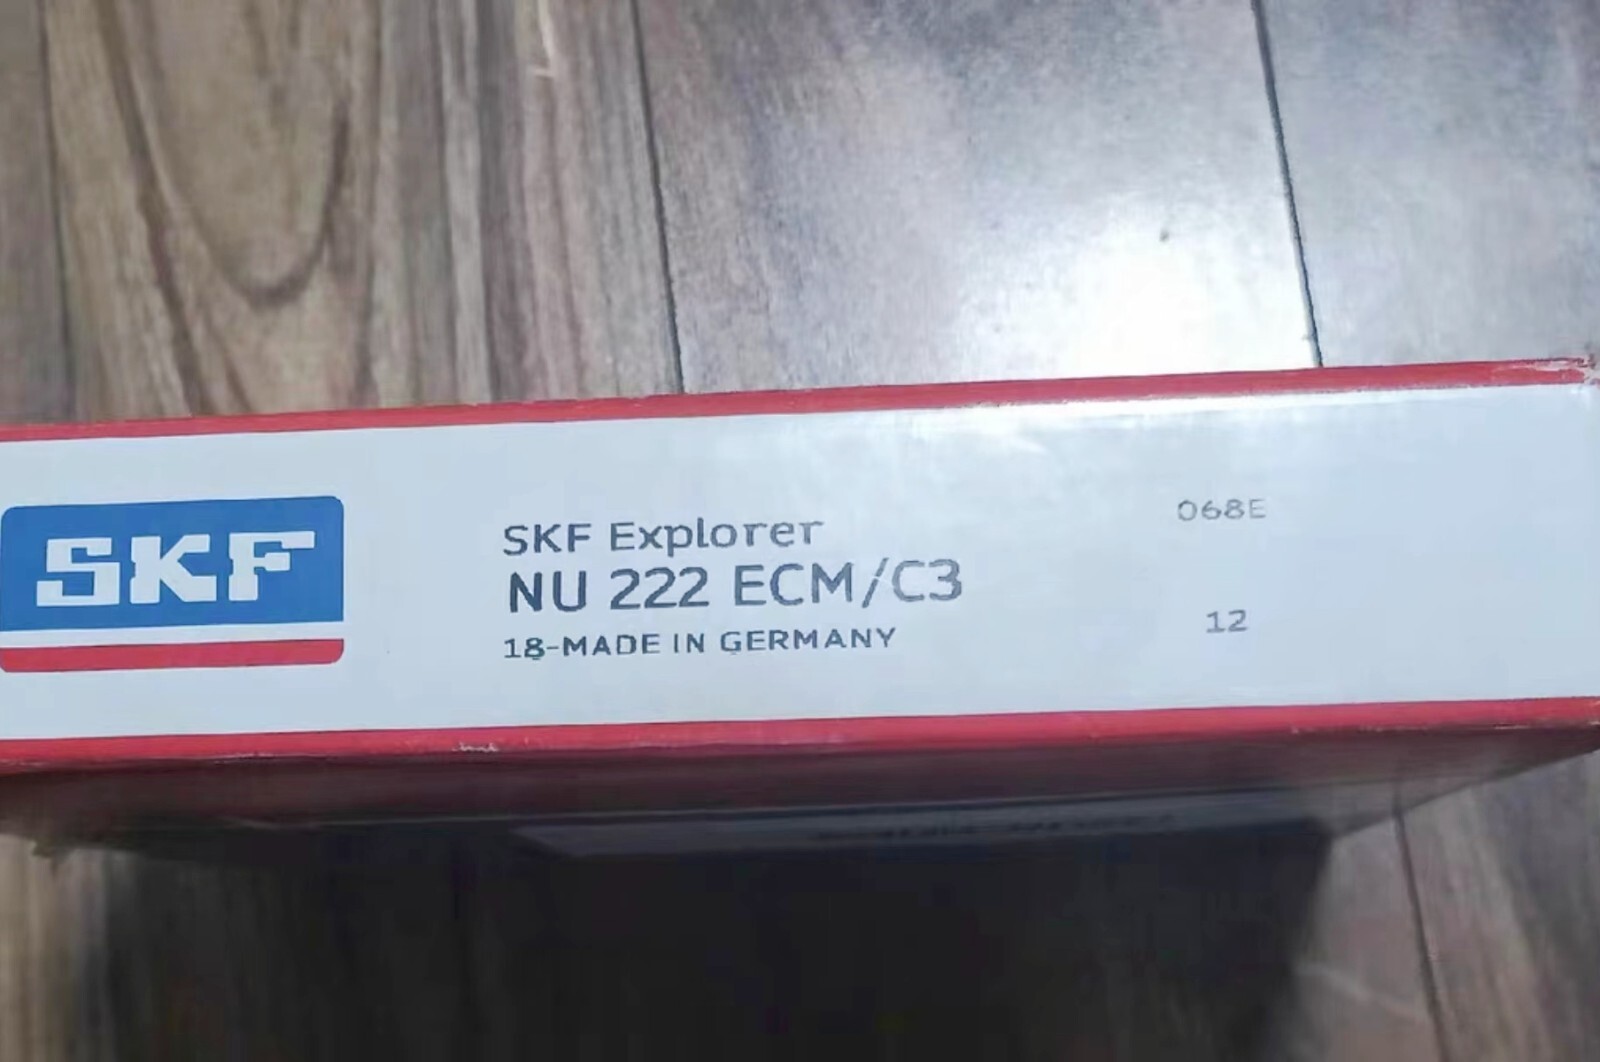 SKF
SKF Explorer
NU 222 ECM/C3
18-MADE IN GERMANY
068E
12